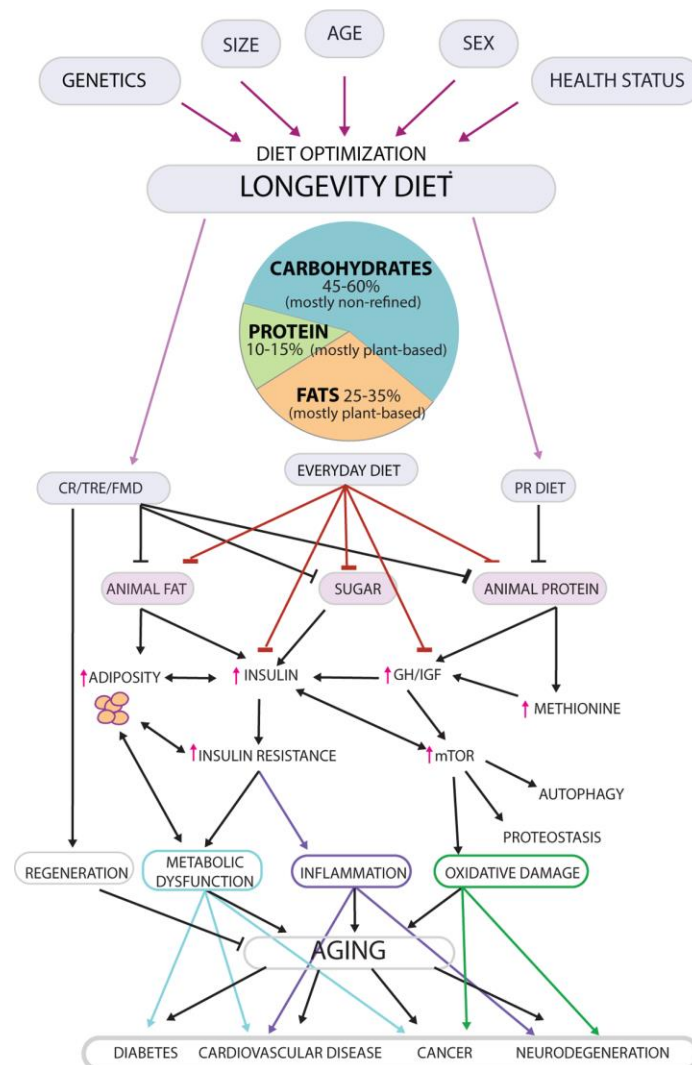 GENETICS
SIZE
AGE
SEX
HEALTH STATUS
DIET OPTIMIZATION
LONGEVITY DIET
CARBOHYDRATES
45-60%
(mostly non-refined)
PROTEIN
10-15% (mostly plant-based)
FATS 25-35%
(mostly plant-based)
CR/TRE/FMD
EVERYDAY DIET
PR DIET
ANIMAL FAT
SUGAR
ANIMAL PROTEIN
↑ADIPOSITY
↑INSULIN
↑GH/IGF
↑METHIONINE
↑INSULIN RESISTANCE
↑mTOR
AUTOPHAGY
PROTEOSTASIS
REGENERATION
METABOLIC
DYSFUNCTION
INFLAMMATION
OXIDATIVE DAMAGE
AGING
DIABETES
CARDIOVASCULAR DISEASE
CANCER
NEURODEGENERATION